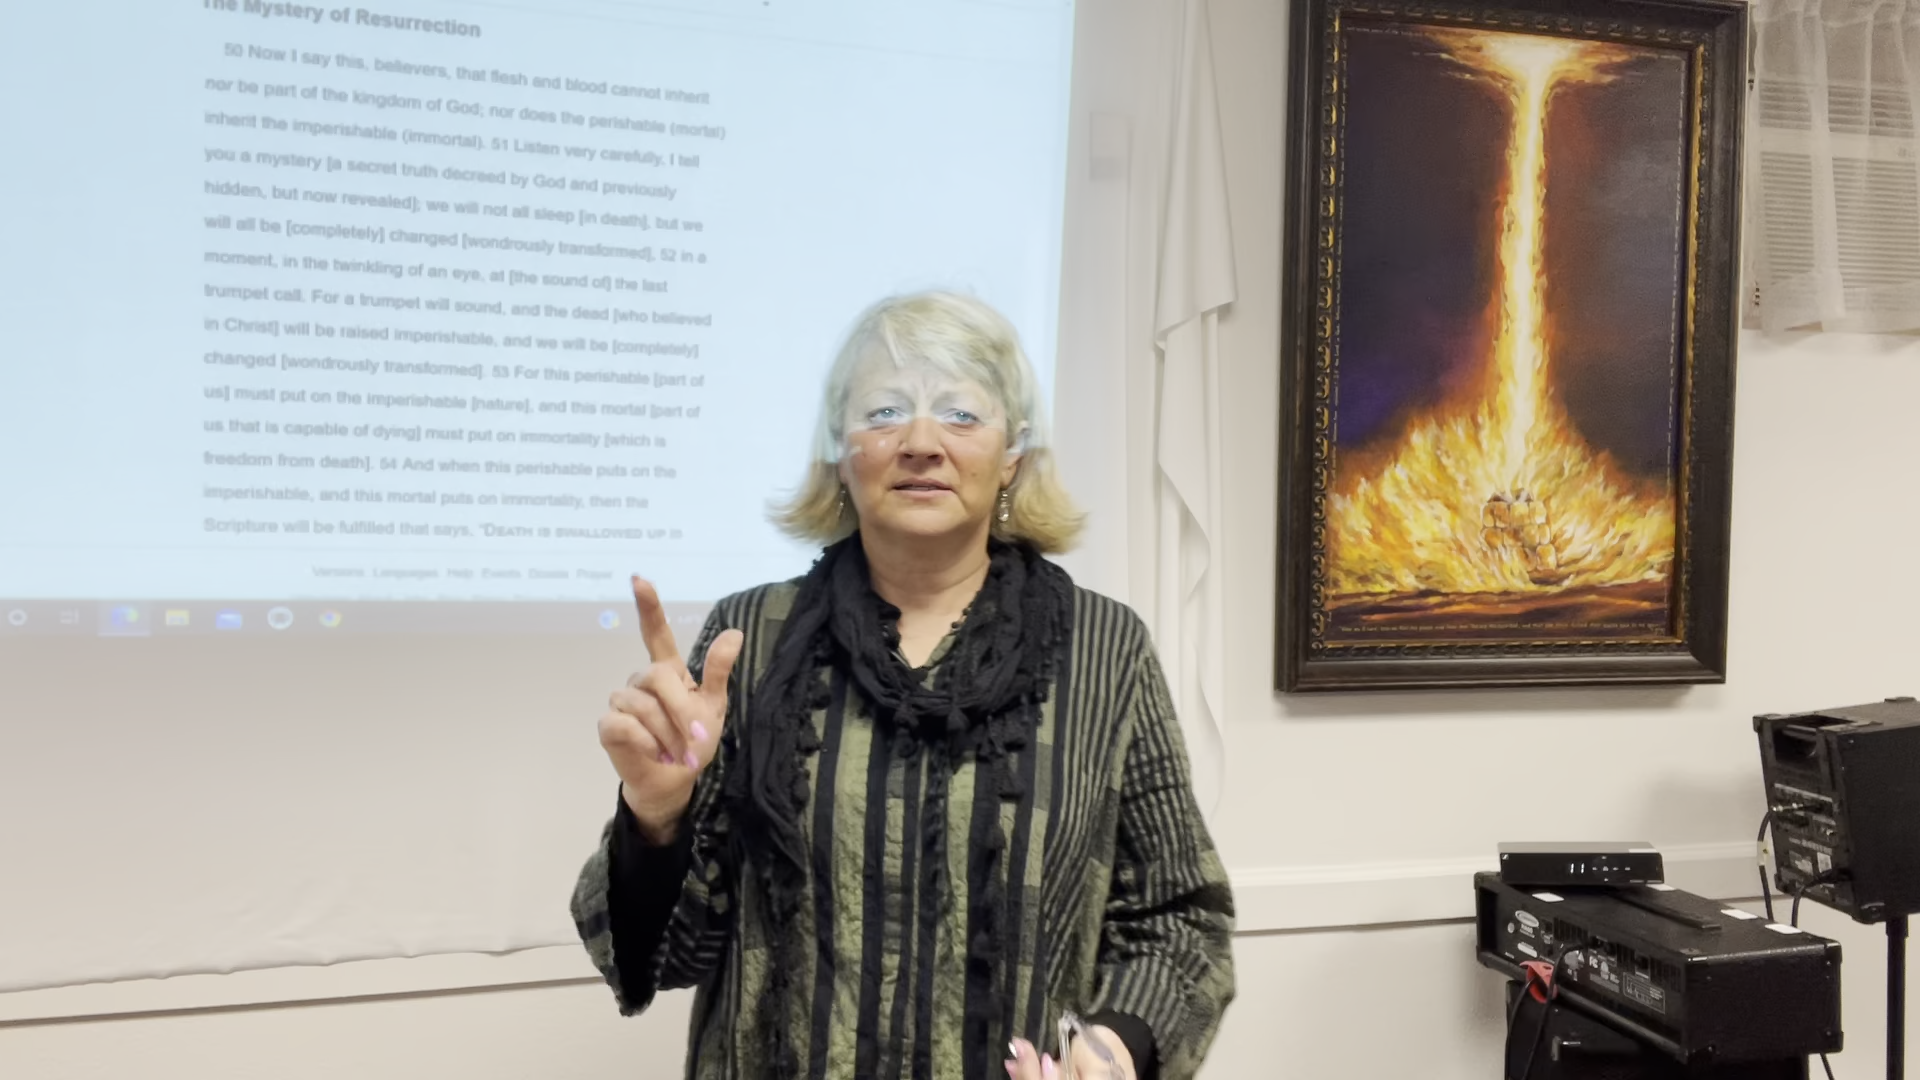 The Mystery of Resurrection
50 Now I say this, believers, that flesh and blood cannot inherit
nor be part of the kingdom of God; nor does the perishable (mortal)
inherit the imperishable (immortal). 51 Listen very carefully, I tell
you a mystery [a secret truth decreed by God and previously
hidden, but now revealed]; we will not all sleep [in death], but we
will all be [completely] changed [wondrously transformed], 52 in a
moment, in the twinkling of an eye, at [the sound of] the last
trumpet call. For a trumpet will sound, and the dead [who believed
in Christ] will be raised imperishable, and we will be [completely]
changed [wondrously transformed]. 53 For this perishable [part of
us] must put on the imperishable [nature], and this mortal [part of
us that is capable of dying] must put on immortality [which is
freedom from death]. 54 And when this perishable puts on the
imperishable, and this mortal puts on immortality, then the
Scripture will be fulfilled that says, "DEATH IS SWALLOWED UP IN
Versions Languages Help Events Donate Prayer